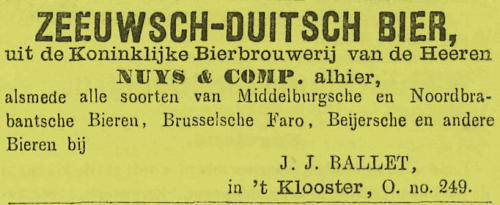 ZEEUWSCH-DUITSCH BIER,
uit de Koninklijke Bierbrouwerij van de Heeren
NUYS & COMP. alhier,
alsmede alle soorten van Middelburgsche en Noordbra-
bantsche Bieren, Brusselsche Faro, Beijersche en andere
Bieren bij
J. J. BALLET,
in 't Klooster, O. no. 249.